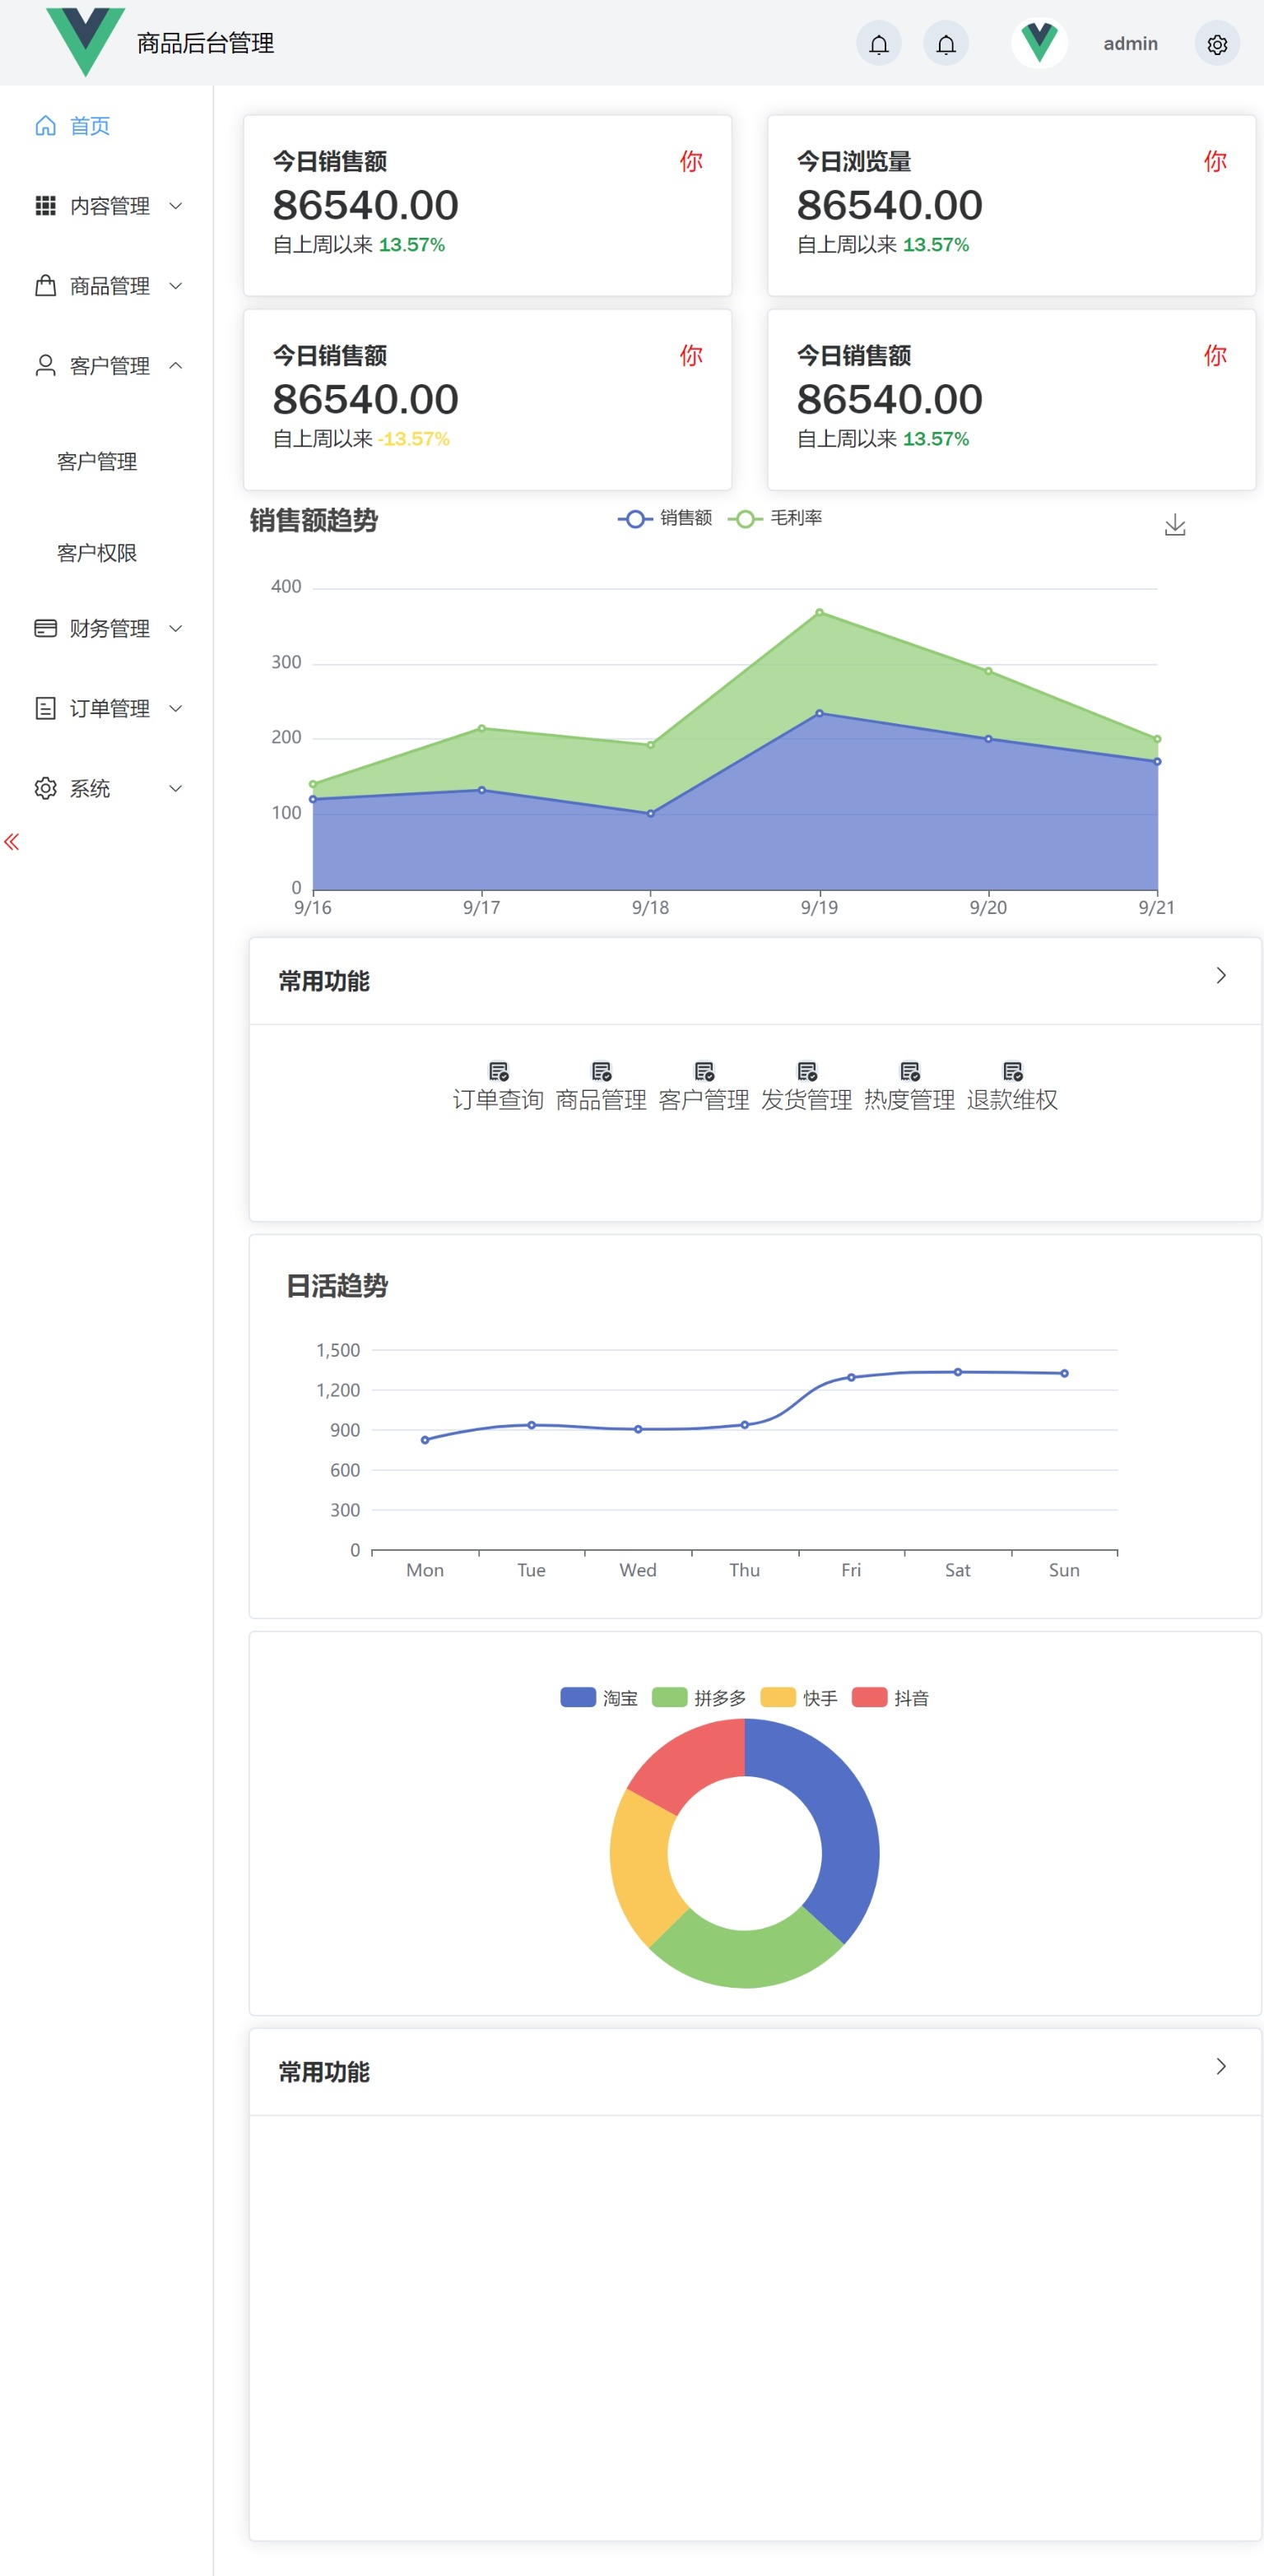 商品后台管理
admin
首页
内容管理
商品管理
客户管理
客户管理
客户权限
财务管理
订单管理
系统
今日销售额 你
86540.00
自上周以来 13.57%
今日浏览量 你
86540.00
自上周以来 13.57%
今日销售额 你
86540.00
自上周以来 -13.57%
今日销售额 你
86540.00
自上周以来 13.57%
销售额趋势
销售额 毛利率
400
300
200
100
0
9/16 9/17 9/18 9/19 9/20 9/21
常用功能
订单查询 商品管理 客户管理 发货管理 热度管理 退款维权
日活趋势
1,500
1,200
900
600
300
0
Mon Tue Wed Thu Fri Sat Sun
淘宝 拼多多 快手 抖音
常用功能